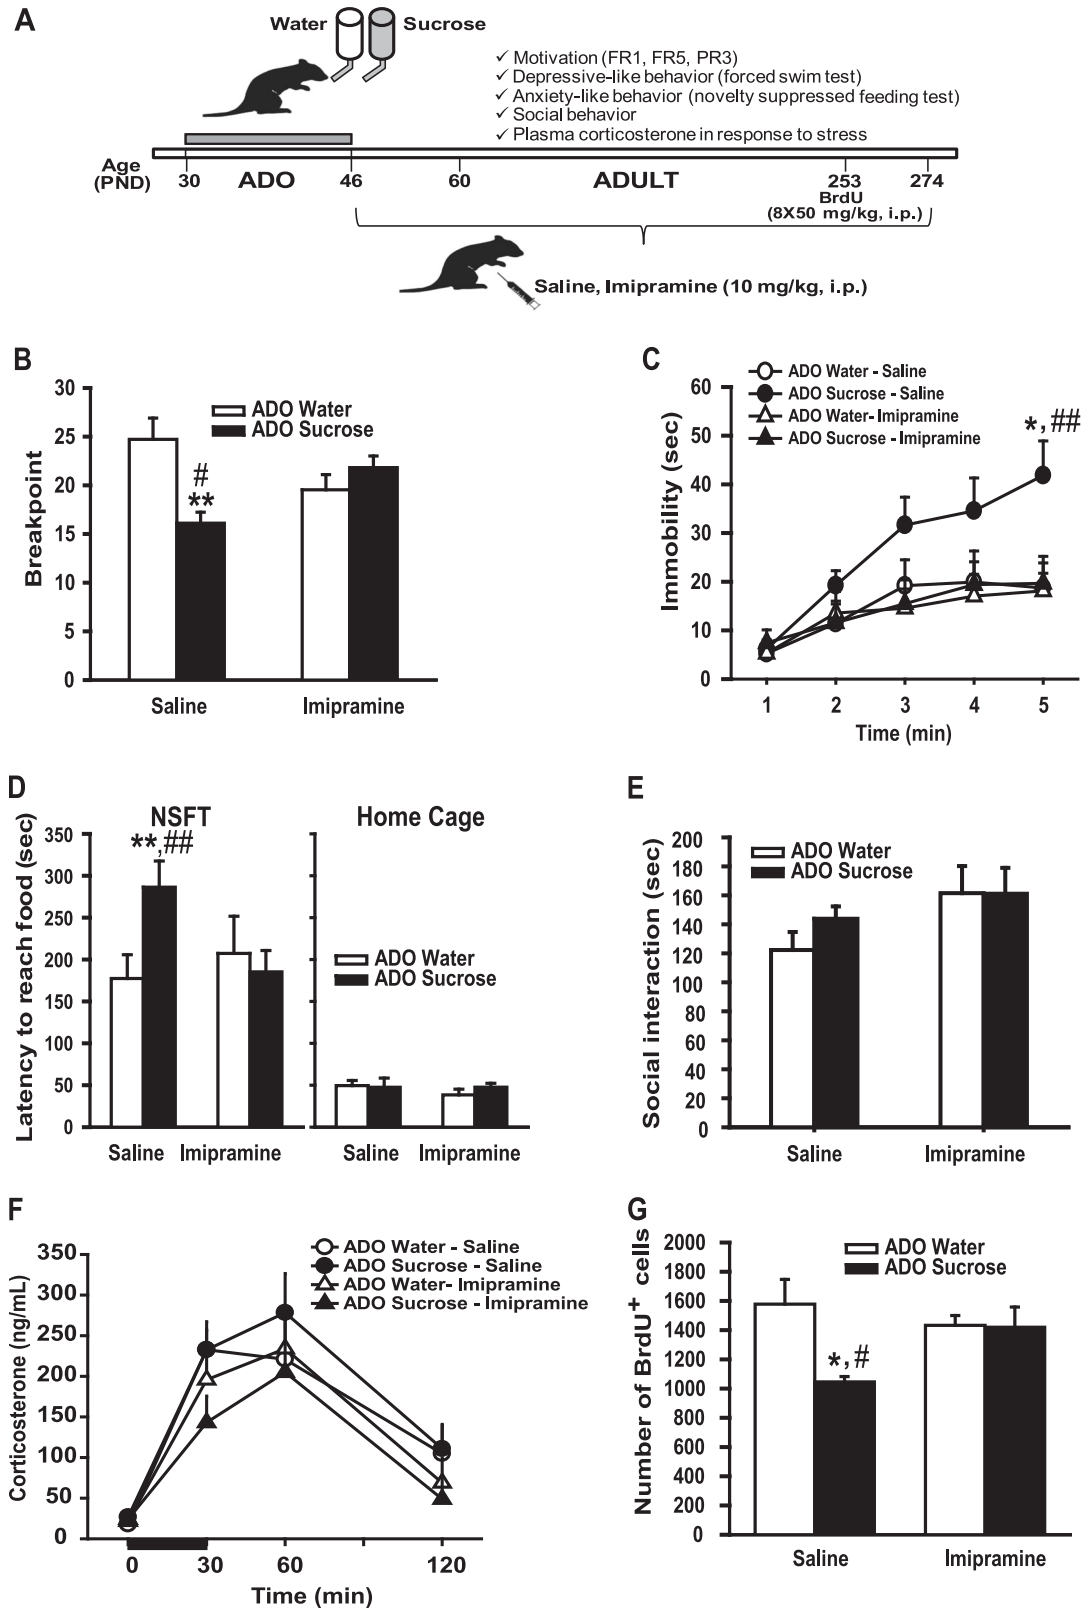 A
Water Sucrose
✓ Motivation (FR1, FR5, PR3)
✓ Depressive-like behavior (forced swim test)
✓ Anxiety-like behavior (novelty suppressed feeding test)
✓ Social behavior
✓ Plasma corticosterone in response to stress
Age
(PND)
30 ADO 46 60 ADULT 253 274
BrdU
(8X50 mg/kg, i.p.)
Saline, Imipramine (10 mg/kg, i.p.)
B
Breakpoint
30
25
20
15
10
5
0
ADO Water
ADO Sucrose
#
**
Saline Imipramine
C
ADO Water - Saline
ADO Sucrose - Saline
ADO Water- Imipramine
ADO Sucrose - Imipramine
Immobility (sec)
60
50
40
30
20
10
0
*, ##
1 2 3 4 5
Time (min)
D
NSFT Home Cage
Latency to reach food (sec)
350
300
250
200
150
100
50
0
**,##
ADO Water
ADO Sucrose
Saline Imipramine Saline Imipramine
E
Social interaction (sec)
200
180
160
140
120
100
80
60
40
20
0
ADO Water
ADO Sucrose
Saline Imipramine
F
Corticosterone (ng/mL)
350
300
250
200
150
100
50
0
ADO Water - Saline
ADO Sucrose - Saline
ADO Water- Imipramine
ADO Sucrose - Imipramine
0 30 60 120
Time (min)
G
Number of BrdU+ cells
2000
1800
1600
1400
1200
1000
800
600
400
200
0
ADO Water
ADO Sucrose
*, #
Saline Imipramine